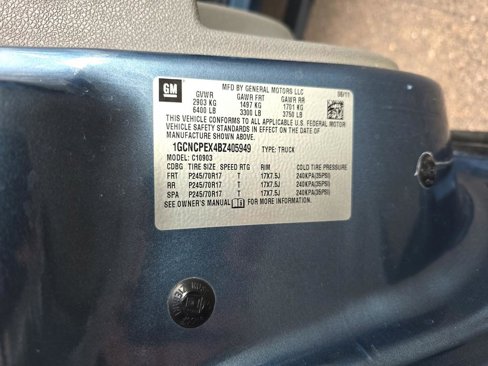 GM
MFD BY GENERAL MOTORS LLC
08/11
GVWR GAWR FRT GAWR RR
2903 KG 1497 KG 1701 KG
6400 LB 3300 LB 3750 LB
THIS VEHICLE CONFORMS TO ALL APPLICABLE U.S. FEDERAL MOTOR
VEHICLE SAFETY STANDARDS IN EFFECT ON THE DATE OF
MANUFACTURE SHOWN ABOVE.
1GCNCPEX4BZ405949 TYPE: TRUCK
MODEL: C10903
CDBG TIRE SIZE SPEED RTG RIM COLD TIRE PRESSURE
FRT P245/70R17 T 17X7.5J 240KPA(35PSI)
RR P245/70R17 T 17X7.5J 240KPA(35PSI)
SPA P245/70R17 T 17X7.5J 240KPA(35PSI)
SEE OWNER'S MANUAL FOR MORE INFORMATION.